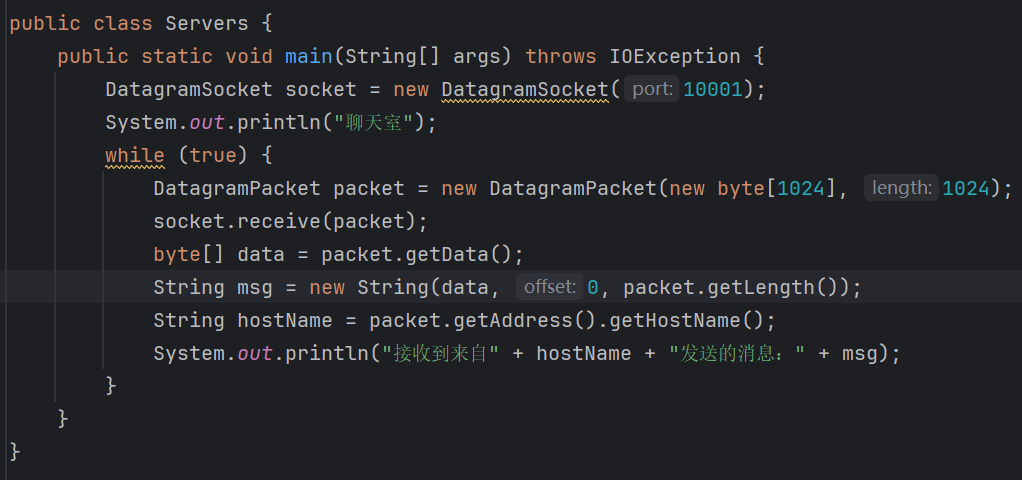 public class Servers {
public static void main(String[] args) throws IOException {
DatagramSocket socket = new DatagramSocket( port: 10001);
System.out.println("聊天室");
while (true) {
DatagramPacket packet = new DatagramPacket(new byte[1024], length: 1024);
socket.receive(packet);
byte[] data = packet.getData();
String msg = new String(data, offset: 0, packet.getLength());
String hostName = packet.getAddress().getHostName();
System.out.println("接收到来自" + hostName + "发送的消息：" + msg);
}
}
}